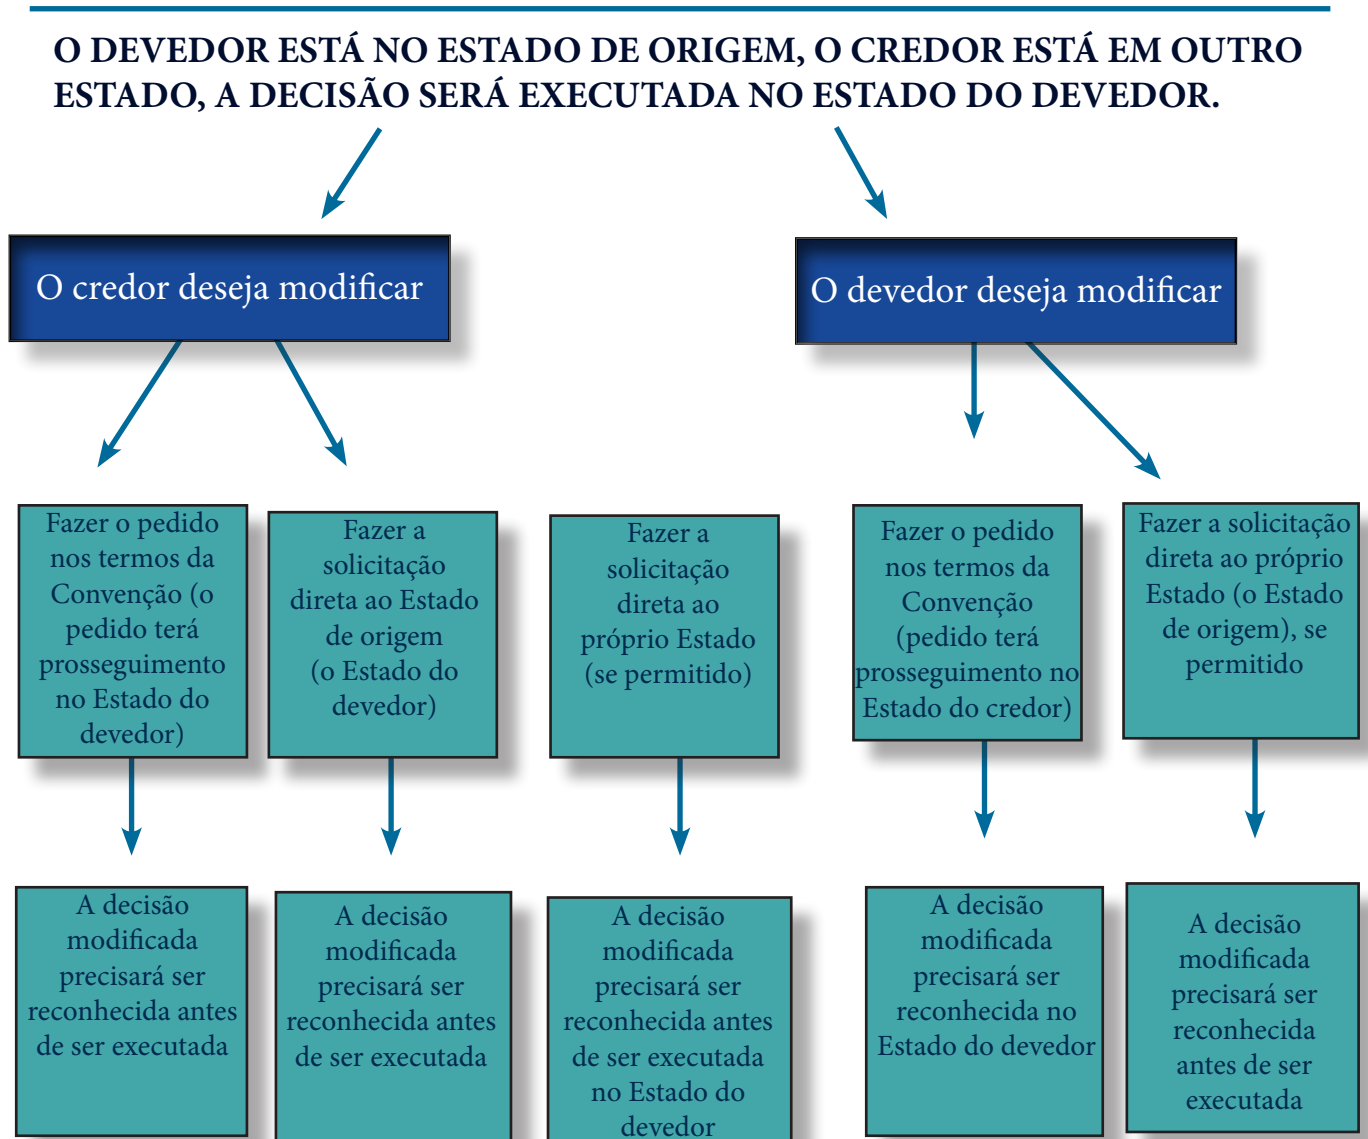 O DEVEDOR ESTÁ NO ESTADO DE ORIGEM, O CREDOR ESTÁ EM OUTRO
ESTADO, A DECISÃO SERÁ EXECUTADA NO ESTADO DO DEVEDOR.
O credor deseja modificar
O devedor deseja modificar
Fazer o pedido
nos termos da
Convenção (o
pedido terá
prosseguimento
no Estado do
devedor)
Fazer a
solicitação
direta ao Estado
de origem
(o Estado do
devedor)
Fazer a
solicitação
direta ao
próprio Estado
(se permitido)
Fazer o pedido
nos termos da
Convenção
(pedido terá
prosseguimento no
Estado do credor)
Fazer a solicitação
direta ao próprio
Estado (o Estado
de origem), se
permitido
A decisão
modificada
precisará ser
reconhecida antes
de ser executada
A decisão
modificada
precisará ser
reconhecida antes
de ser executada
A decisão
modificada
precisará ser
reconhecida antes
de ser executada
no Estado do
devedor
A decisão
modificada
precisará ser
reconhecida no
Estado do devedor
A decisão
modificada
precisará ser
reconhecida
antes de ser
executada